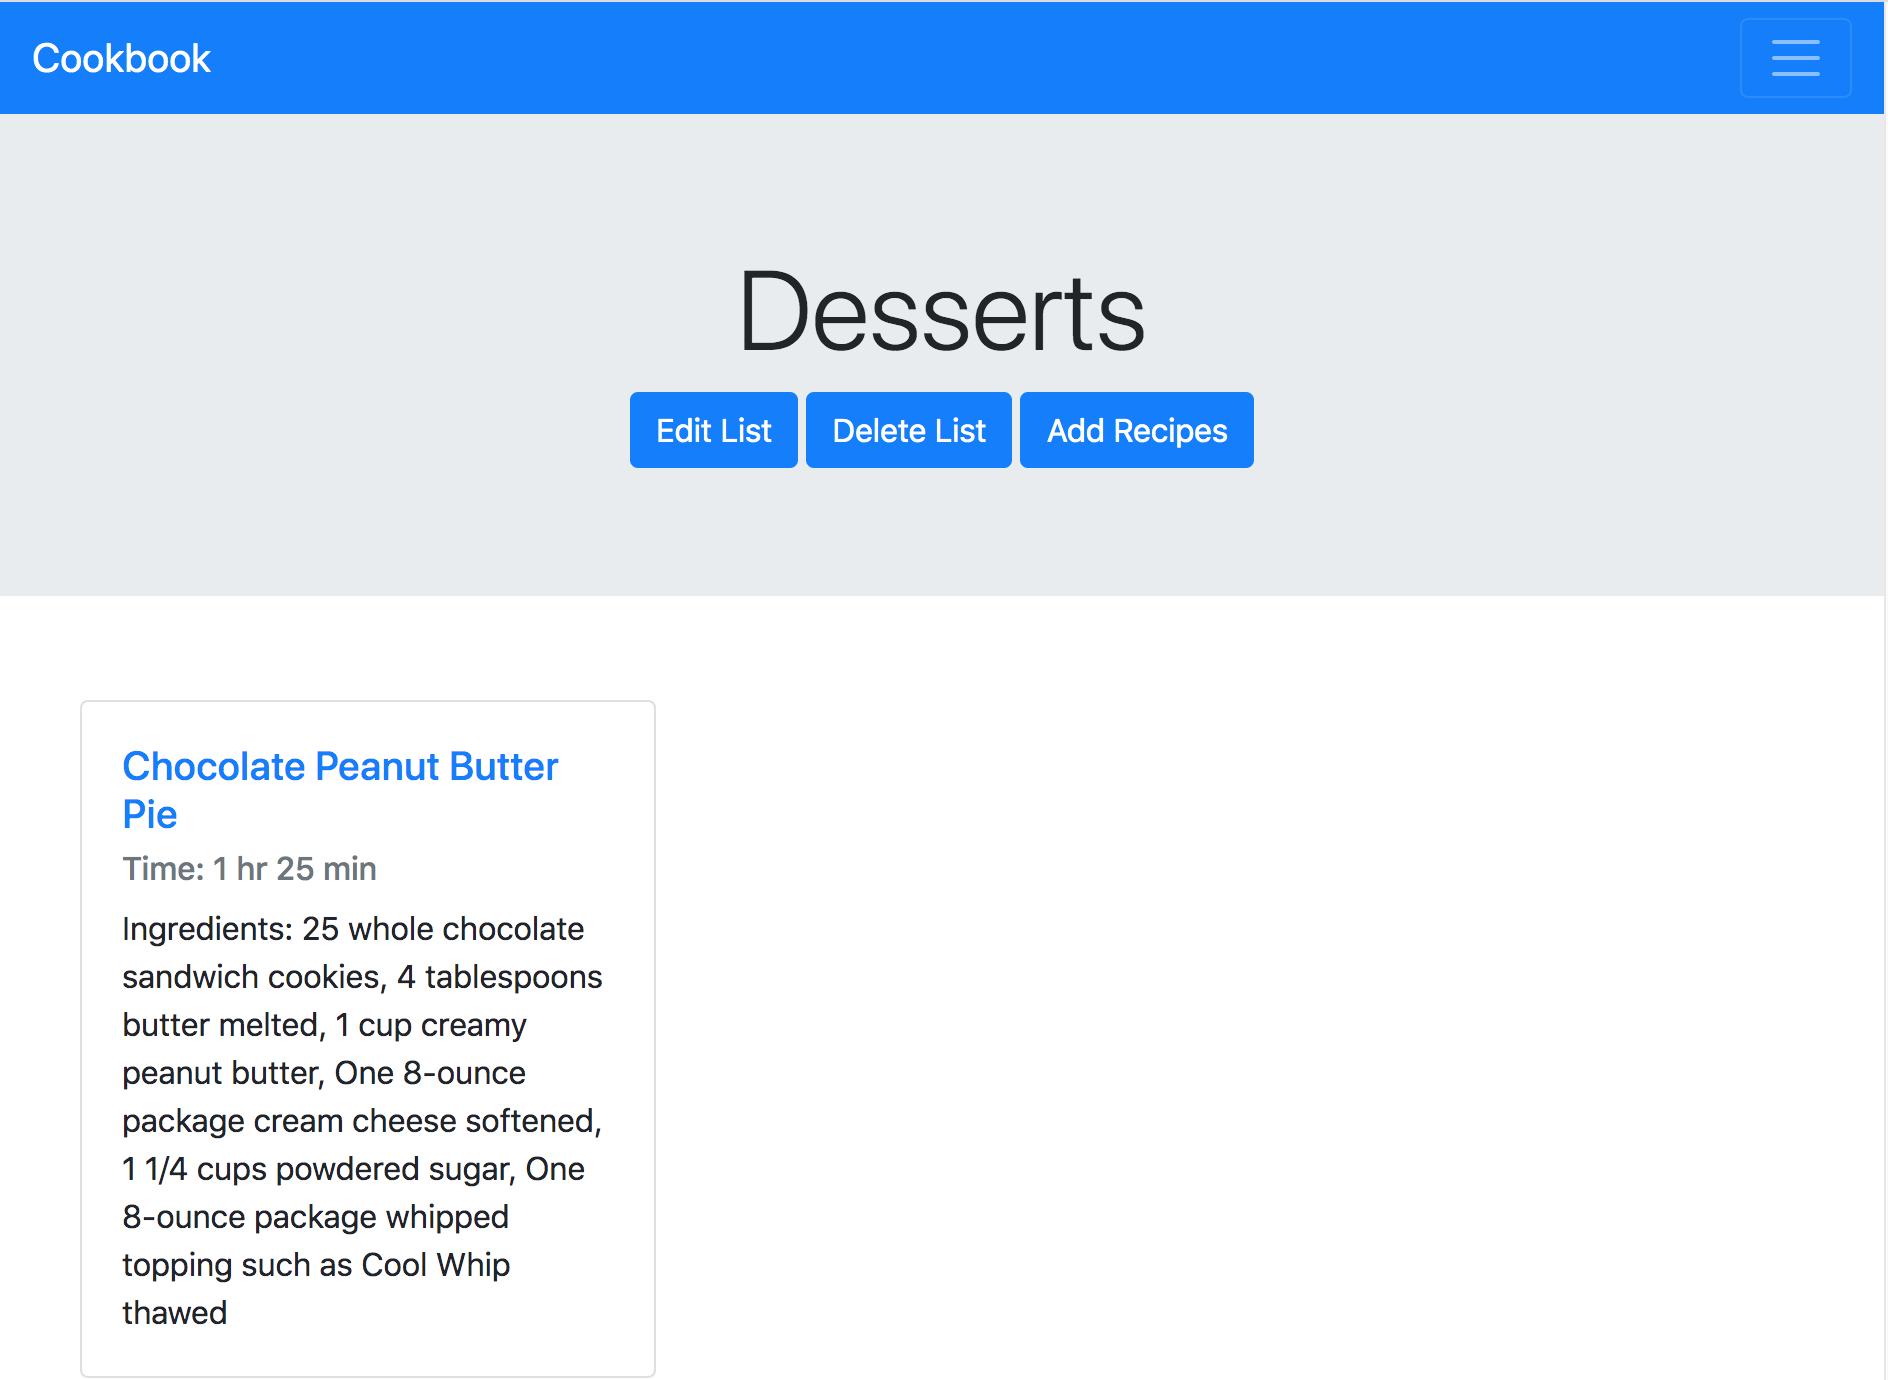 Cookbook
Desserts
Edit List Delete List Add Recipes
Chocolate Peanut Butter
Pie
Time: 1 hr 25 min
Ingredients: 25 whole chocolate
sandwich cookies, 4 tablespoons
butter melted, 1 cup creamy
peanut butter, One 8-ounce
package cream cheese softened,
1 1/4 cups powdered sugar, One
8-ounce package whipped
topping such as Cool Whip
thawed